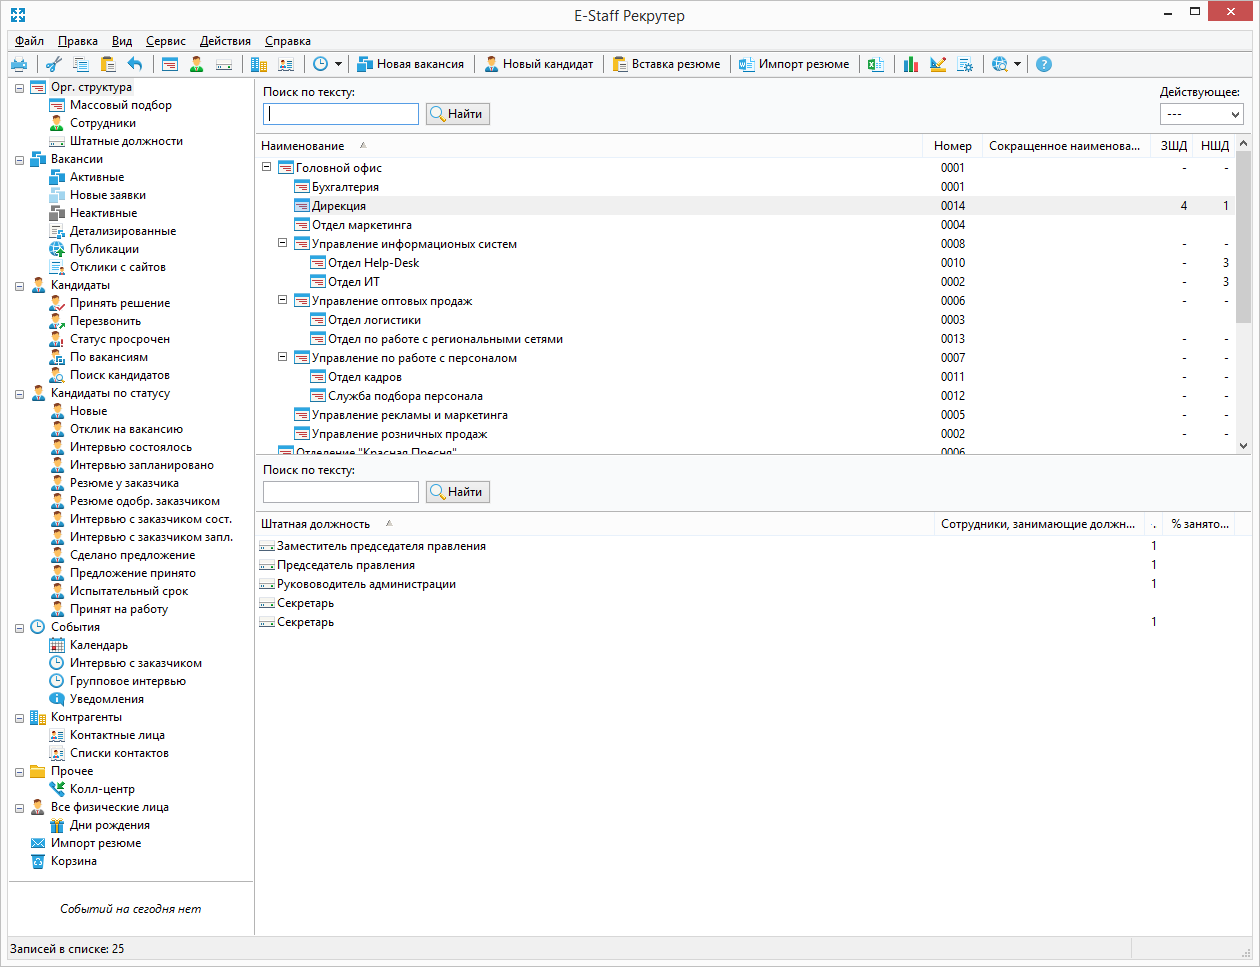 E-Staff Рекрутер
Файл Правка Вид Сервис Действия Справка
Новая вакансия Новый кандидат Вставка резюме Импорт резюме
Орг. структура
Массовый подбор
Сотрудники
Штатные должности
Вакансии
Активные
Новые заявки
Неактивные
Детализированные
Публикации
Отклики с сайтов
Кандидаты
Принять решение
Перезвонить
Статус просрочен
По вакансиям
Поиск кандидатов
Кандидаты по статусу
Новые
Отклик на вакансию
Интервью состоялось
Интервью запланировано
Резюме у заказчика
Резюме одобр. заказчиком
Интервью с заказчиком сост.
Интервью с заказчиком запл.
Сделано предложение
Предложение принято
Испытательный срок
Принят на работу
События
Календарь
Интервью с заказчиком
Групповое интервью
Уведомления
Контрагенты
Контактные лица
Списки контактов
Прочее
Колл-центр
Все физические лица
Дни рождения
Импорт резюме
Корзина
Событий на сегодня нет
Поиск по тексту: Действующее:
Найти ---
Наименование Номер Сокращенное наименова... ЗШД НШД
Головной офис 0001 - -
Бухгалтерия 0001
Дирекция 0014 4 1
Отдел маркетинга 0004
Управление информационых систем 0008 - -
Отдел Help-Desk 0010 - 3
Отдел ИТ 0002 - 3
Управление оптовых продаж 0006 - -
Отдел логистики 0003
Отдел по работе с региональными сетями 0013 - -
Управление по работе с персоналом 0007 - -
Отдел кадров 0011 - -
Служба подбора персонала 0012 - -
Управление рекламы и маркетинга 0005 - -
Управление розничных продаж 0002 - -
Отделение "Красная Пресня" 0006
Поиск по тексту:
Найти
Штатная должность Сотрудники, занимающие должн... . % занято...
Заместитель председателя правления 1
Председатель правления 1
Рукововодитель администрации 1
Секретарь
Секретарь 1
Записей в списке: 25